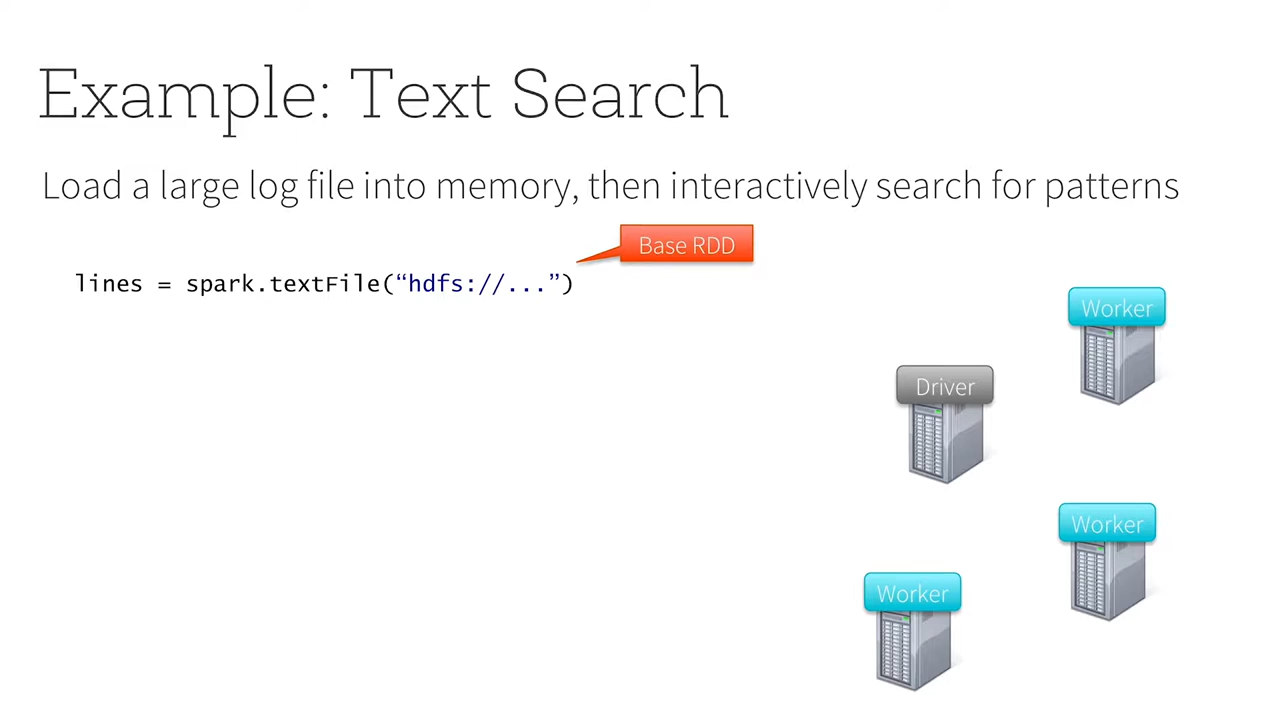 Example: Text Search
Load a large log file into memory, then interactively search for patterns
Base RDD
lines = spark.textFile(“hdfs://...”)
Worker
Driver
Worker
Worker